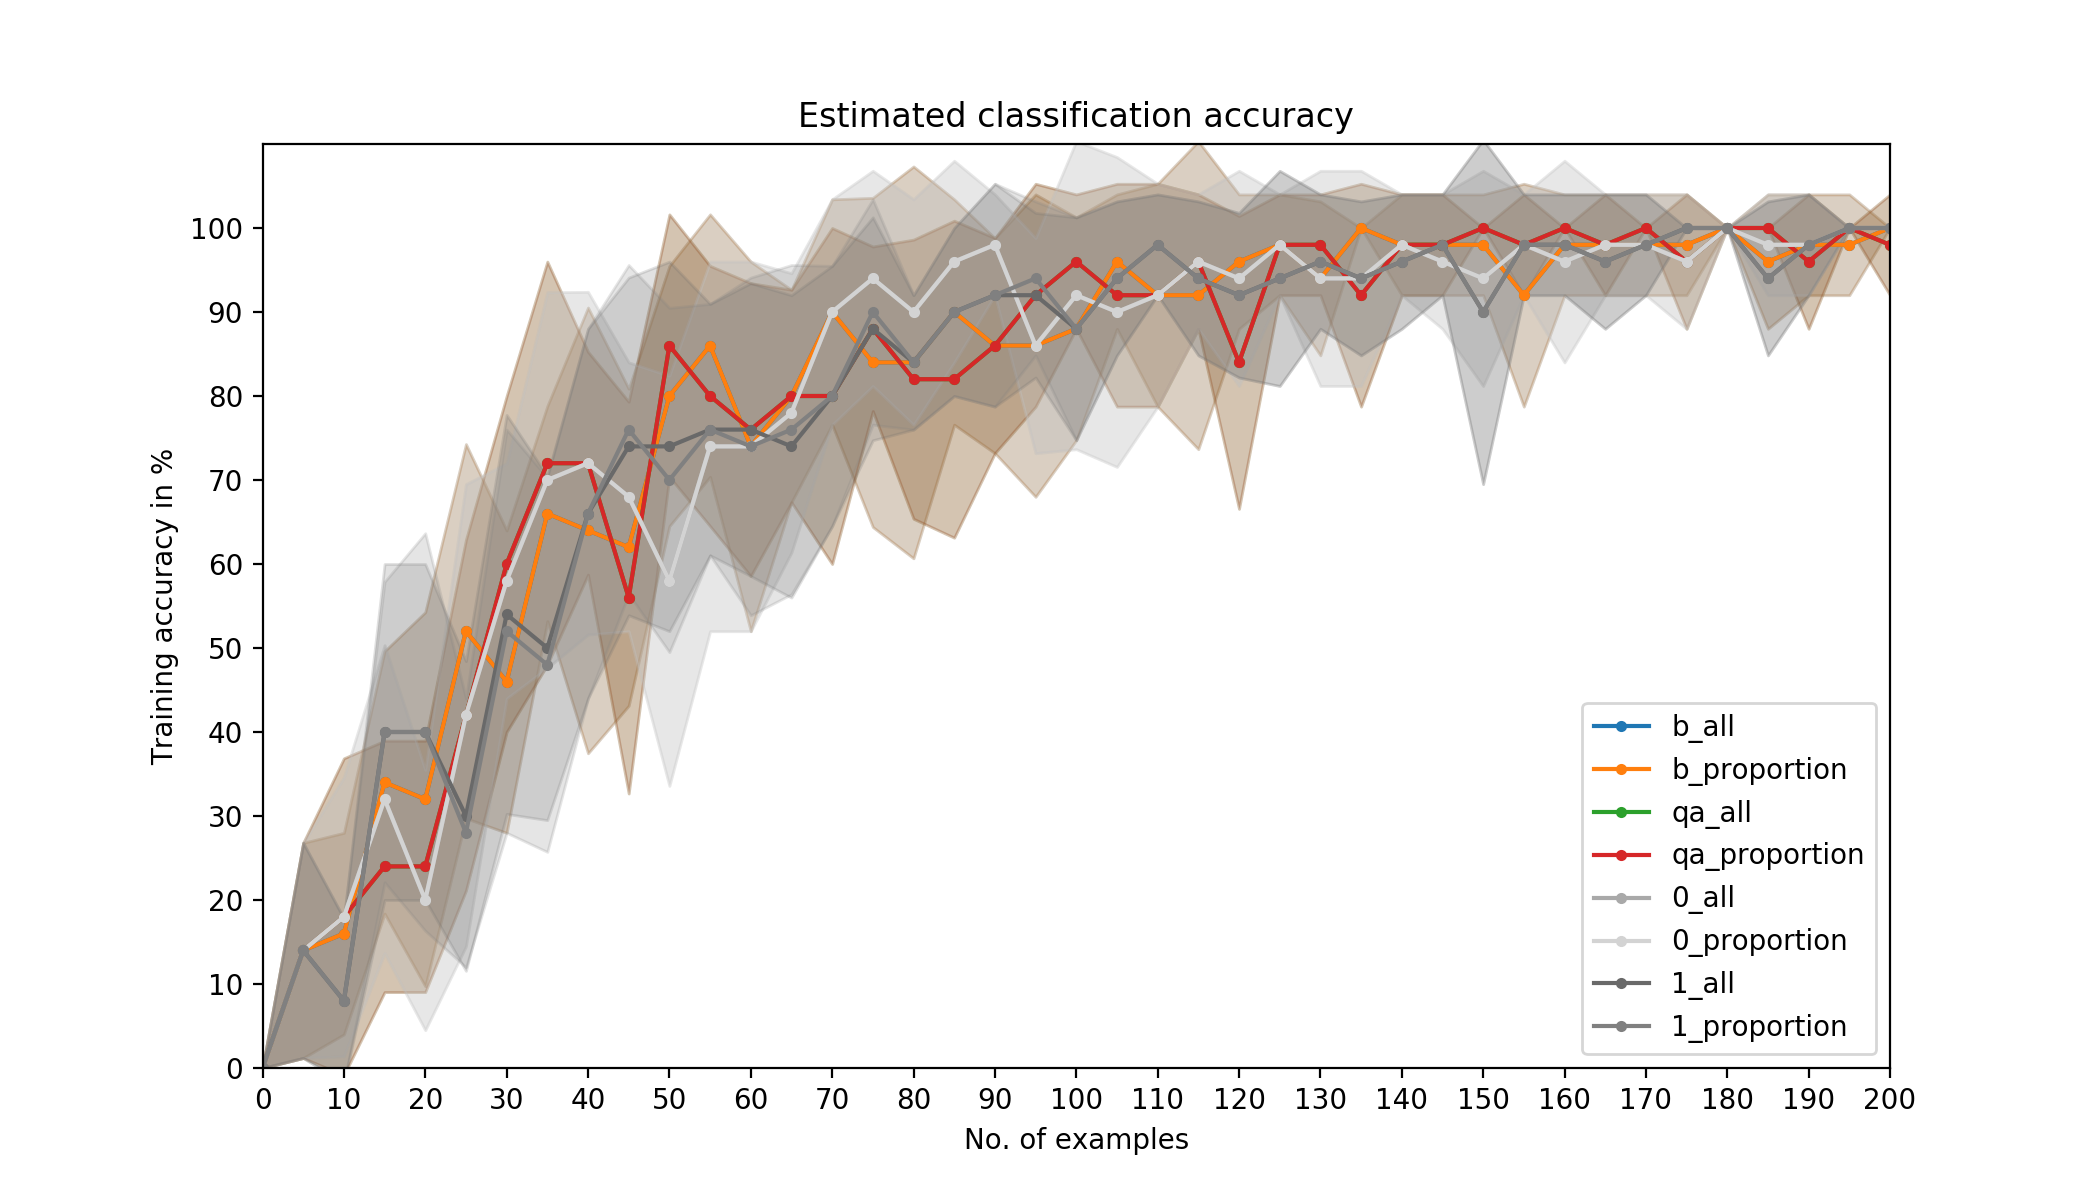 Estimated classification accuracy
Training accuracy in %
100
90
80
70
60
50
40
30
20
10
0
0 10 20 30 40 50 60 70 80 90 100 110 120 130 140 150 160 170 180 190 200
No. of examples
b_all
b_proportion
qa_all
qa_proportion
0_all
0_proportion
1_all
1_proportion